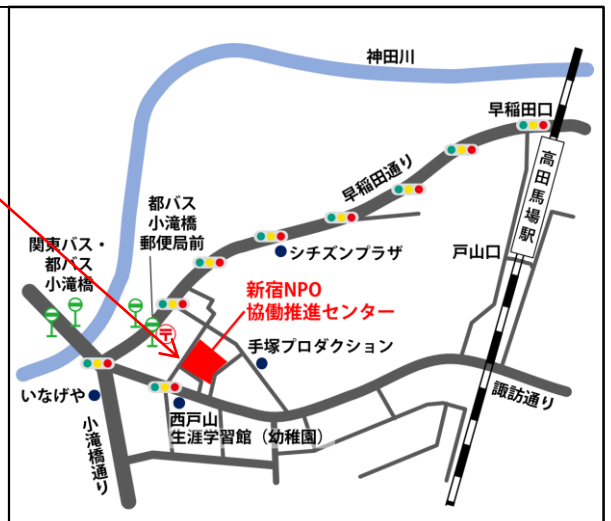 神田川
早稲田口
早稲田通り
高田馬場駅
都バス
小滝橋
郵便局前
関東バス・
都バス
小滝橋
シチズンプラザ
戸山口
新宿NPO
協働推進センター
〒
手塚プロダクション
いなげや
西戸山
生涯学習館（幼稚園）
諏訪通り
小滝橋通り